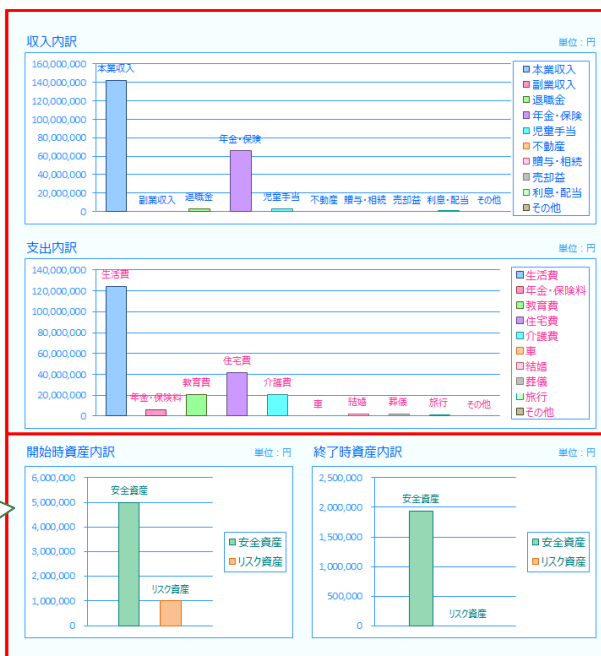 収入内訳
単位：円
160,000,000
140,000,000
120,000,000
100,000,000
80,000,000
60,000,000
40,000,000
20,000,000
0
本業収入
副業収入
退職金
年金・保険
児童手当
不動産
贈与・相続
売却益
利息・配当
その他
本業収入
副業収入
退職金
年金・保険
児童手当
不動産
贈与・相続
売却益
利息・配当
その他
支出内訳
単位：円
140,000,000
120,000,000
100,000,000
80,000,000
60,000,000
40,000,000
20,000,000
0
生活費
年金・保険料
教育費
住宅費
介護費
車
結婚
葬儀
旅行
その他
生活費
年金・保険料
教育費
住宅費
介護費
車
結婚
葬儀
旅行
その他
開始時資産内訳
単位：円
6,000,000
5,000,000
4,000,000
3,000,000
2,000,000
1,000,000
0
安全資産
リスク資産
安全資産
リスク資産
終了時資産内訳
単位：円
2,500,000
2,000,000
1,500,000
1,000,000
500,000
0
安全資産
リスク資産
安全資産
リスク資産